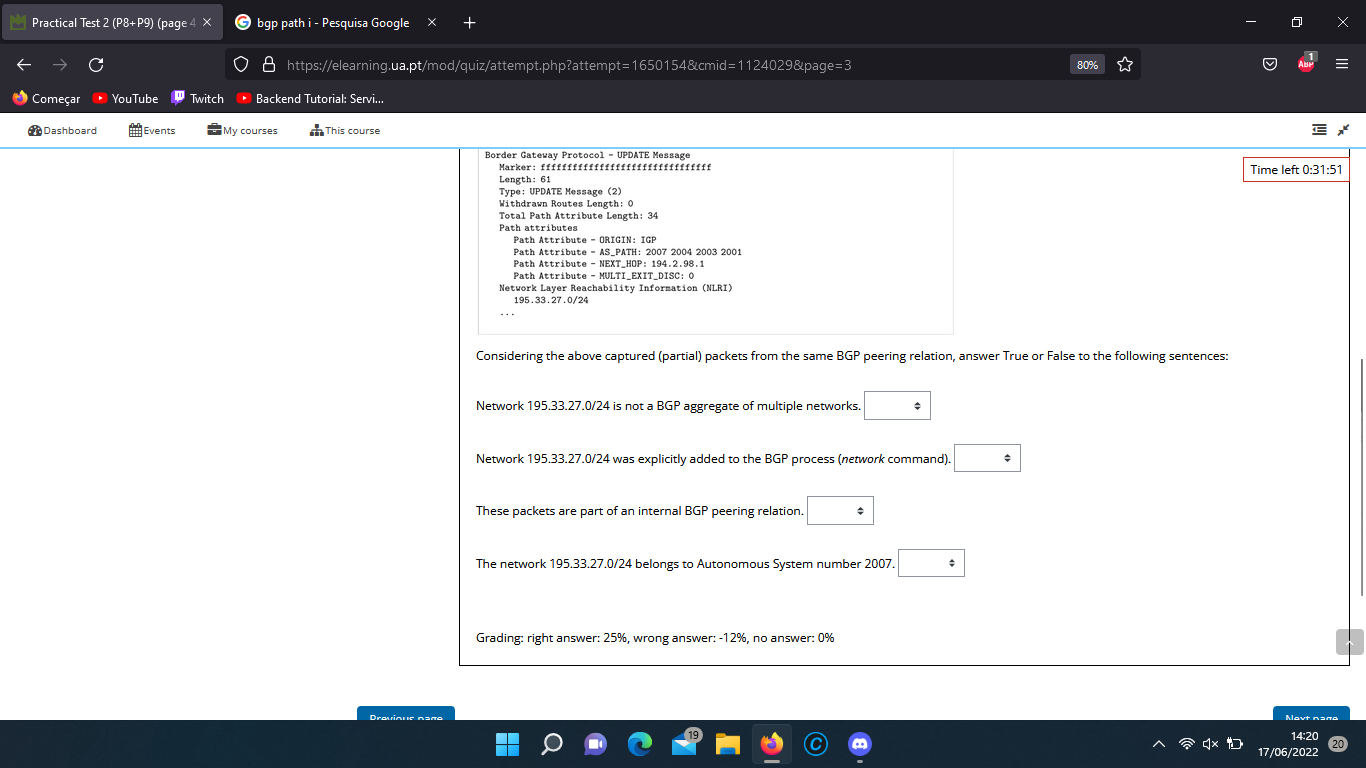 Practical Test 2 (P8+P9) (page 4
bgp path i - Pesquisa Google
https://elearning.ua.pt/mod/quiz/attempt.php?attempt=1650154&cmid=1124029&page=3
80%
1
ABP
Começar
YouTube
Twitch
Backend Tutorial: Servi...
Dashboard
Events
My courses
This course
Time left 0:31:51
Border Gateway Protocol - UPDATE Message
Marker: ffffffffffffffffffffffffffffffff
Length: 61
Type: UPDATE Message (2)
Withdrawn Routes Length: 0
Total Path Attribute Length: 34
Path attributes
Path Attribute - ORIGIN: IGP
Path Attribute - AS_PATH: 2007 2004 2003 2001
Path Attribute - NEXT_HOP: 194.2.98.1
Path Attribute - MULTI_EXIT_DISC: 0
Network Layer Reachability Information (NLRI)
195.33.27.0/24
...
Considering the above captured (partial) packets from the same BGP peering relation, answer True or False to the following sentences:
Network 195.33.27.0/24 is not a BGP aggregate of multiple networks.
Network 195.33.27.0/24 was explicitly added to the BGP process (network command).
These packets are part of an internal BGP peering relation.
The network 195.33.27.0/24 belongs to Autonomous System number 2007.
Grading: right answer: 25%, wrong answer: -12%, no answer: 0%
Previous page
Next page
19
14:20
17/06/2022
20